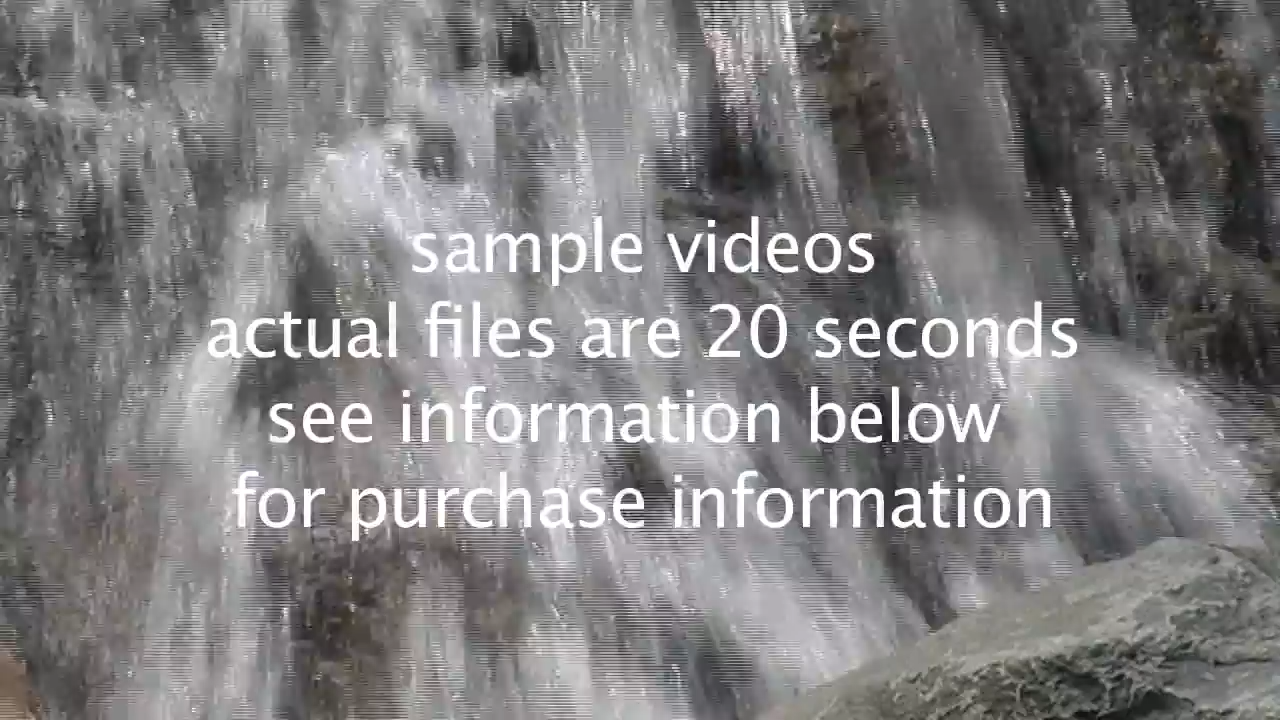 sample videos
actual files are 20 seconds
see information below
for purchase information